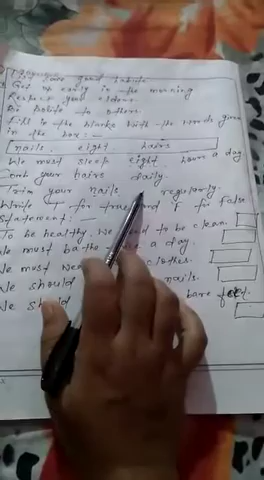 your good habits.
Get up early in the morning
Respect your elders.
Be polite to others.
Fill in the blanks with the words given
in the box:-
nails, eight, hairs
We must sleep eight hours a day
Comb your hairs daily.
Trim your nails regularly.
Write T for true and F for false
Statement:-
To be healthy. We to be clean.
We must bathe a day.
We must clothes.
We should nails.
We should bare feet.